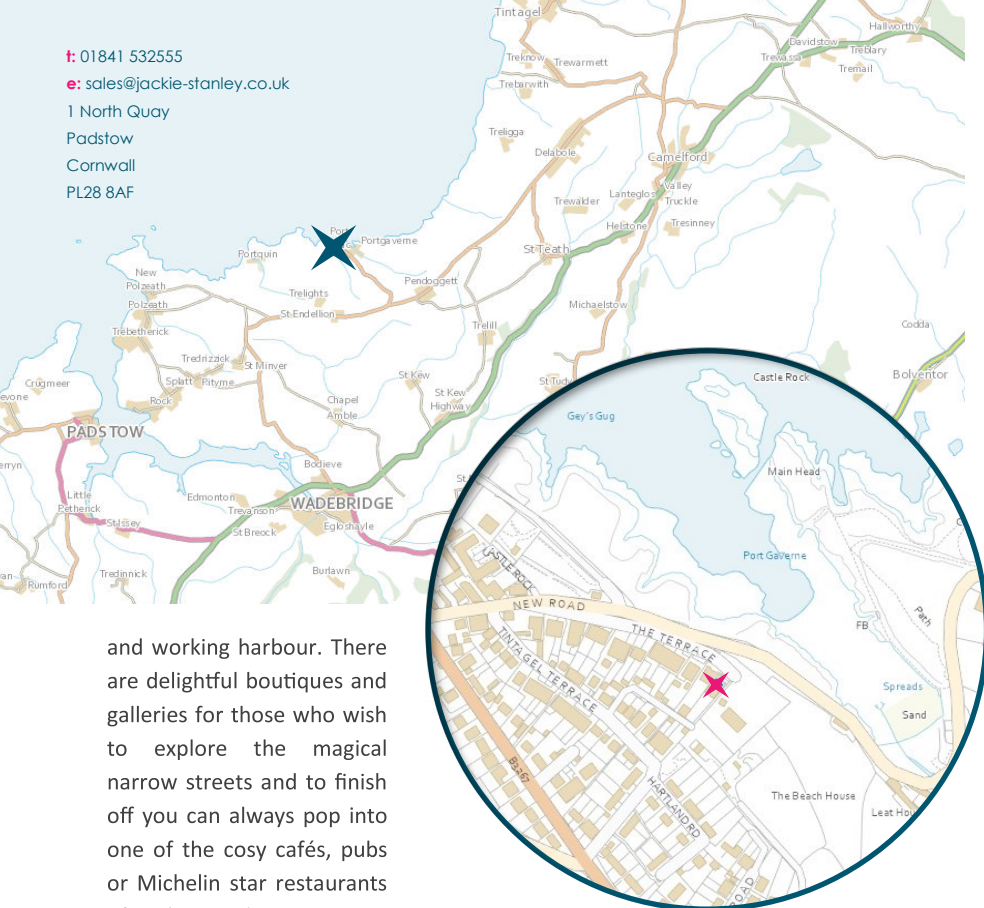 t: 01841 532555
e: sales@jackie-stanley.co.uk
1 North Quay
Padstow
Cornwall
PL28 8AF
Tintagel
Hallworthy
Davidstow
Treknow
Trewarmett
Trewassa
Treblary
Tremail
Trebarwith
Treligga
Delabole
Camelford
Valley
Truckle
Lanteglos
Trewalder
Tresinney
Helstone
Port
Portgaverne
St Teath
Portquin
New
Polzeath
Polzeath
Pendoggett
Trelights
St Endellion
Michaelstow
Trelill
Trebetherick
Codda
Tredrizzick
St Minver
Crugmeer
Splatt
Pityme
St Kew
St Tudy
Bolventor
St Kew
Highway
Rock
Chapel
Amble
PADSTOW
Bodieve
Little
Petherick
Edmonton
WADEBRIDGE
Trevanson
St Issey
St Breock
Egloshayle
Tredinnick
Burlawn
Rumford
Castle Rock
Gey's Gug
Main Head
Port Gaverne
CASTLE ROCK
NEW ROAD
THE TERRACE
TINTAGEL TERRACE
FB
Path
Spreads
Sand
B3267
HARTLAND RD
The Beach House
ROAD
and working harbour. There
are delightful boutiques and
galleries for those who wish
to explore the magical
narrow streets and to finish
off you can always pop into
one of the cosy cafés, pubs
or Michelin star restaurants